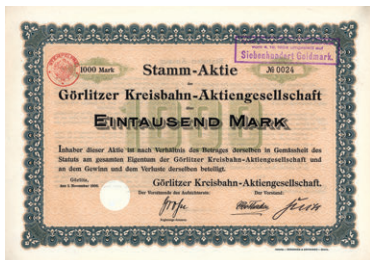 1000 Mark
Stamm-Aktie
№ 0024
Siebenhundert Goldmark.
der
Görlitzer Kreisbahn-Aktiengesellschaft
EINTAUSEND MARK
Inhaber dieser Aktie ist nach Verhältnis des Betrages derselben in Gemässheit des
Statuts am gesamten Eigentum der Görlitzer Kreisbahn-Aktiengesellschaft und
an dem Gewinn und dem Verluste derselben beteiligt.
Görlitz,
Görlitzer Kreisbahn-Aktiengesellschaft.
Der Vorsitzende des Aufsichtsrats:
Der Vorstand: